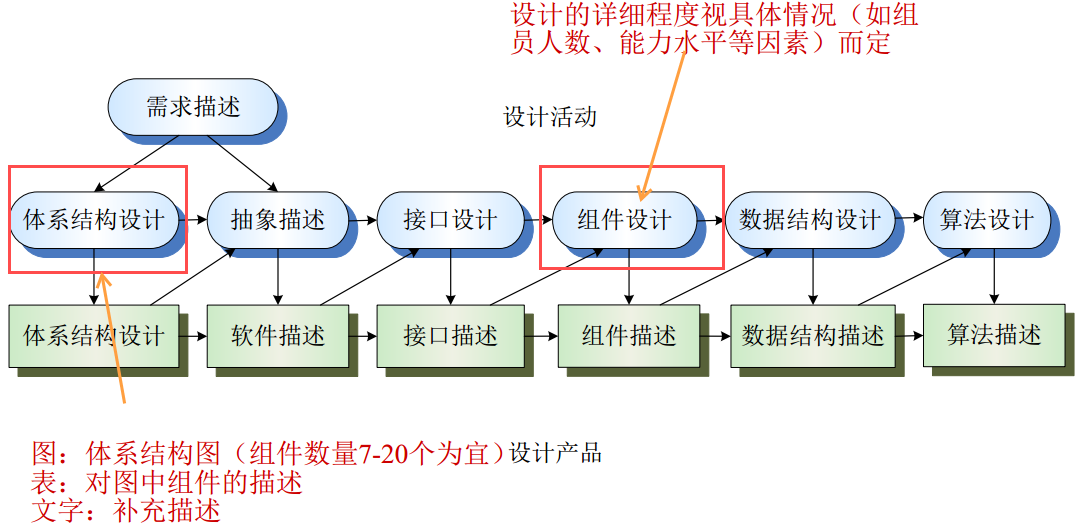 设计的详细程度视具体情况（如组
员人数、能力水平等因素）而定
需求描述
设计活动
体系结构设计
抽象描述
接口设计
组件设计
数据结构设计
算法设计
体系结构设计
软件描述
接口描述
组件描述
数据结构描述
算法描述
图：体系结构图（组件数量7-20个为宜）
设计产品
表：对图中组件的描述
文字：补充描述